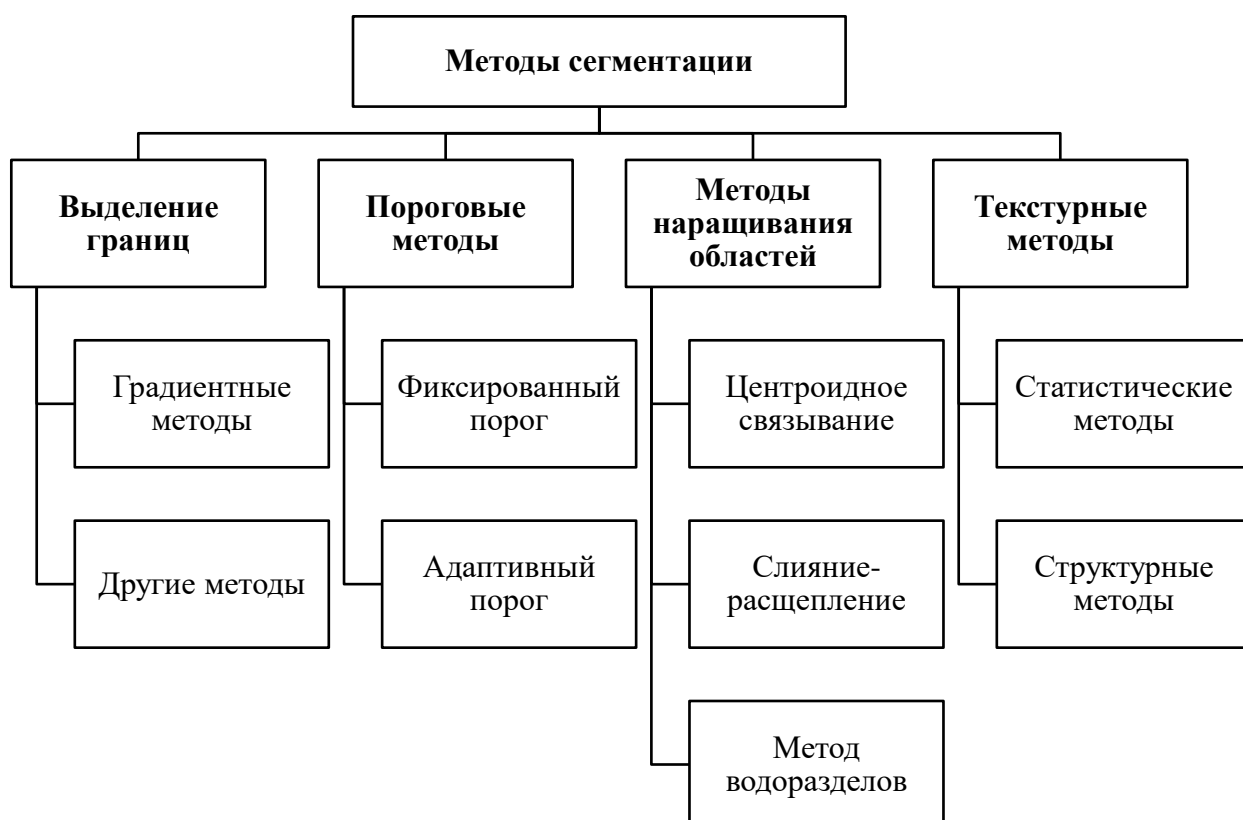 Методы сегментации
Выделение
границ
Пороговые
методы
Методы
наращивания
областей
Текстурные
методы
Градиентные
методы
Фиксированный
порог
Центроидное
связывание
Статистические
методы
Другие методы
Адаптивный
порог
Слияние-
расщепление
Структурные
методы
Метод
водоразделов